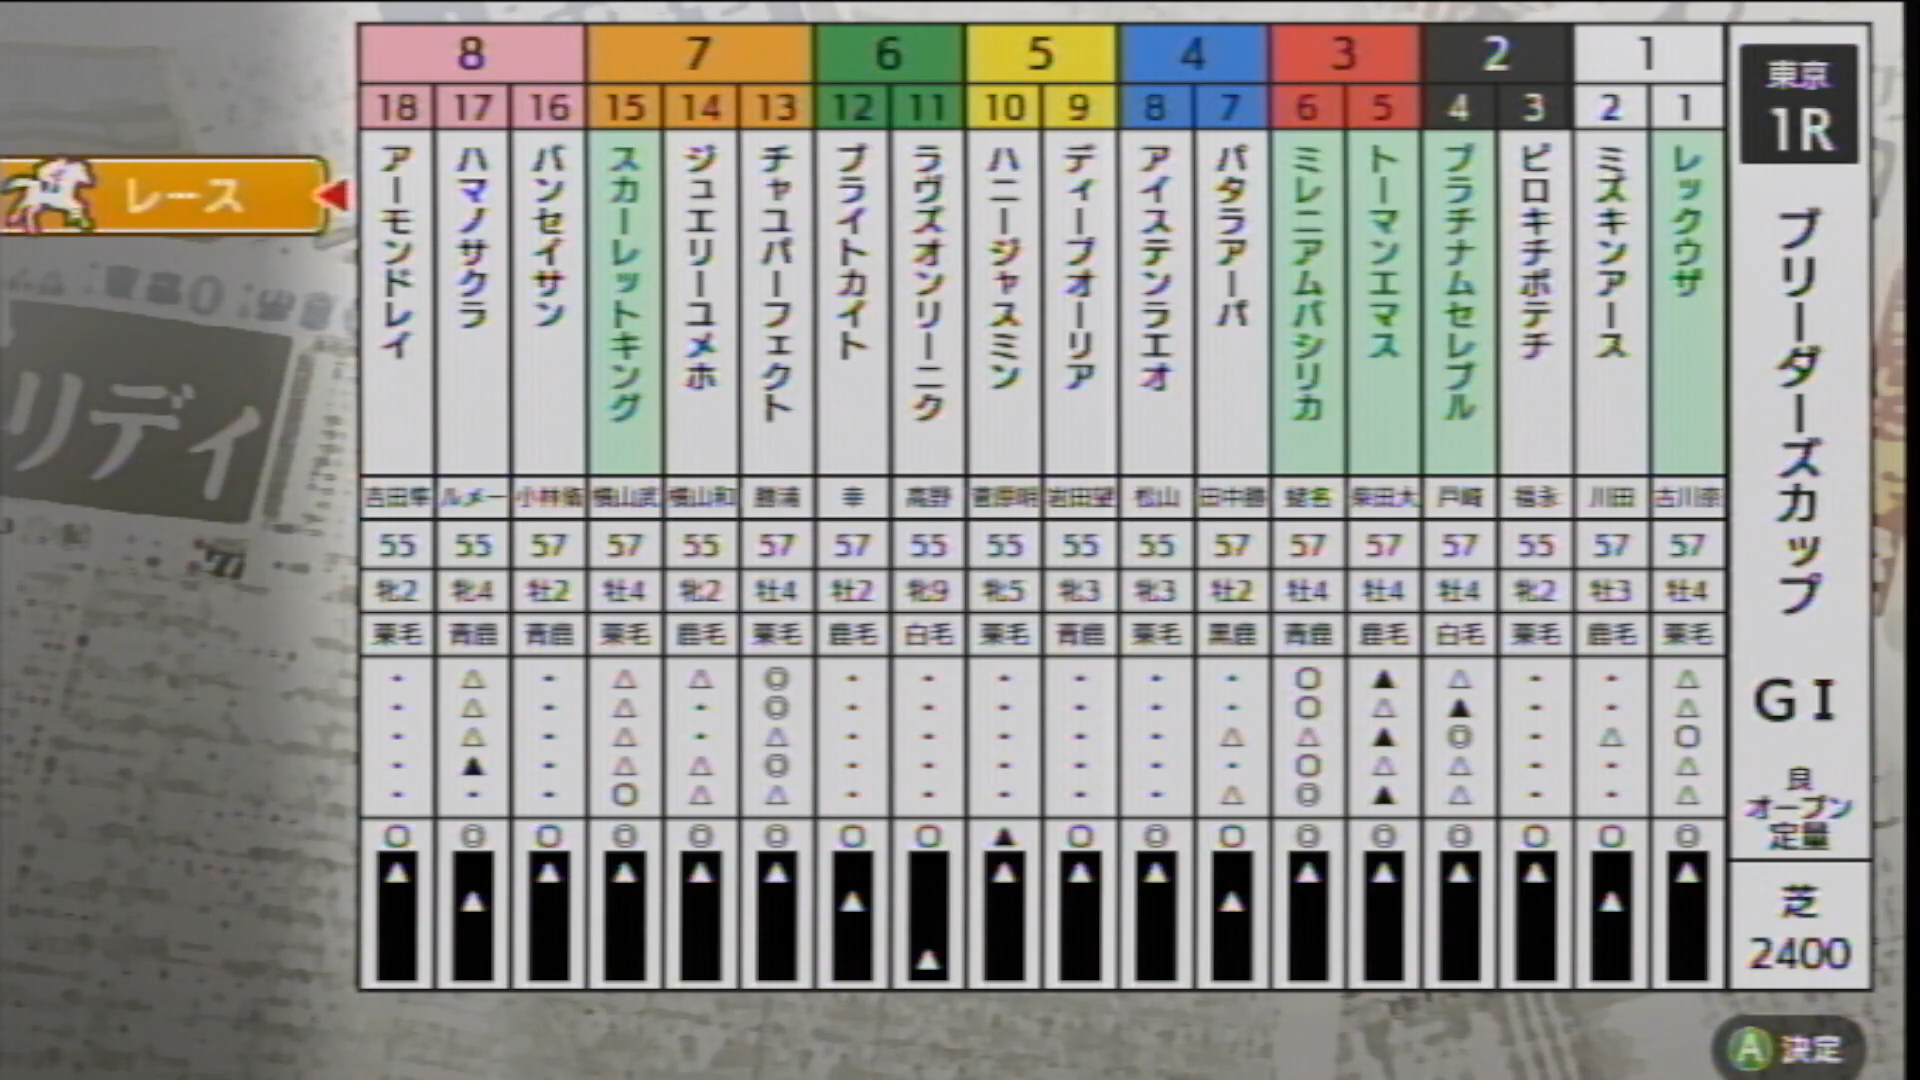 レース
リディ
東京
1R
ブリーダーズカップ
GI
良
オープン
定量
芝
2400
8 7 6 5 4 3 2 1
18 17 16 15 14 13 12 11 10 9 8 7 6 5 4 3 2 1
レックウザ
ミズキンアース
ピロキチポテチ
プラチナムセレブル
トーマンエマス
ミレニアムバシリカ
パタラアーパ
アイステンラエオ
ディープオーリア
ハニージャスミン
ラヴズオンリーニク
ブライトカイト
チャユパーフェクト
ジュエリーユメホ
スカーレットキング
バンセイサン
ハマノサクラ
アーモンドレイ
吉田隼 ルメー 小林脩 横山武 横山和 勝浦 幸 高野 菅原明 岩田望 松山 田中勝 蛯名 柴田大 戸崎 福永 川田 古川奈
55 55 57 57 55 57 57 55 55 55 55 57 57 57 57 55 57 57
牝2 牝4 牡2 牡4 牝2 牡4 牡2 牝9 牝5 牝3 牝3 牡2 牡4 牡4 牡4 牝2 牡3 牡4
栗毛 青鹿 青鹿 栗毛 鹿毛 栗毛 鹿毛 白毛 栗毛 青鹿 栗毛 黒鹿 青鹿 鹿毛 白毛 栗毛 鹿毛 栗毛
A 決定